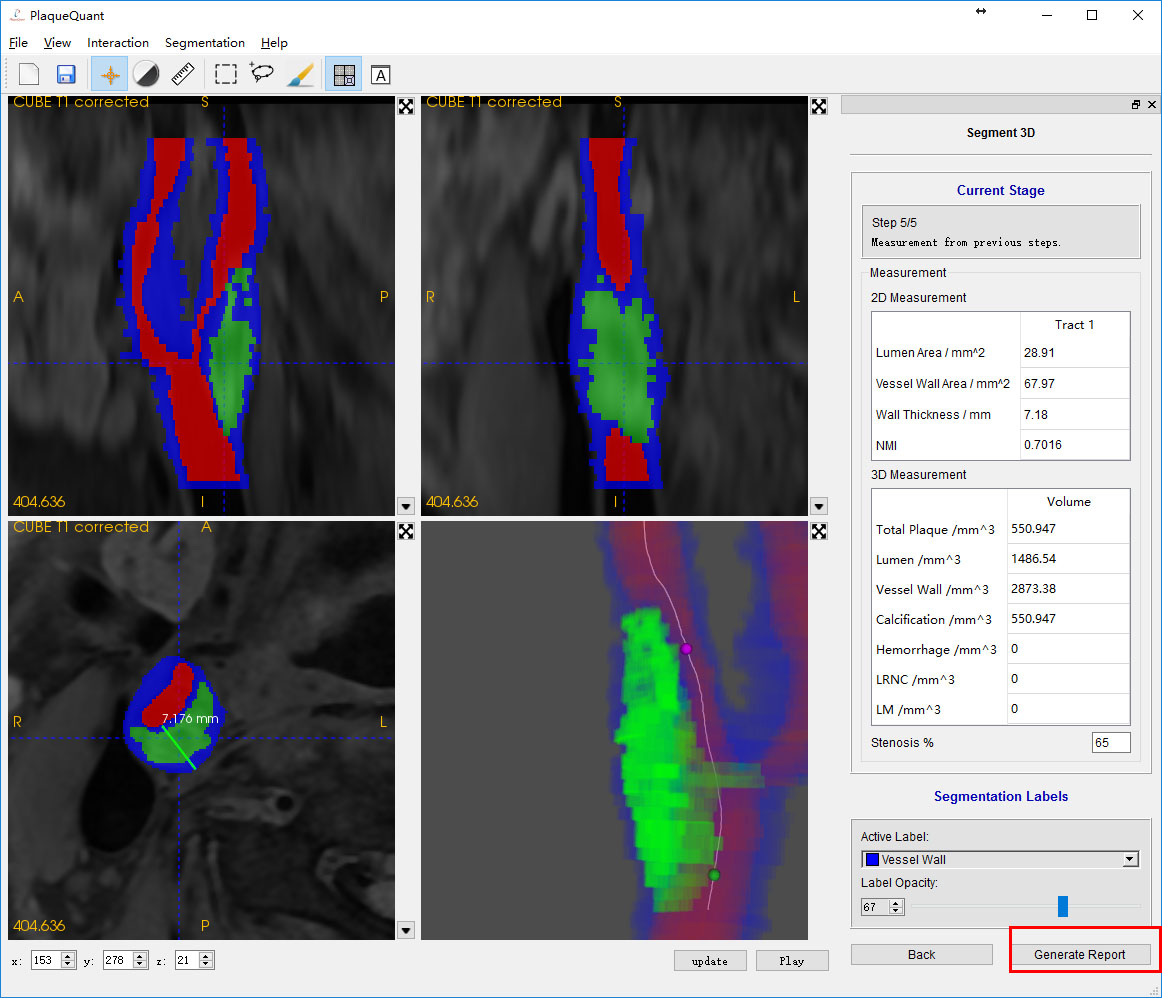 PlaqueQuant
File View Interaction Segmentation Help
A
CUBE T1 corrected
S
A
P
404.636
I
CUBE T1 corrected
S
R
L
404.636
I
CUBE T1 corrected
A
R
L
7.176 mm
404.636
P
x: 153 y: 278 z: 21
update
Play
Segment 3D
Current Stage
Step 5/5
Measurement from previous steps.
Measurement
2D Measurement
Tract 1
Lumen Area / mm^2 28.91
Vessel Wall Area / mm^2 67.97
Wall Thickness / mm 7.18
NMI 0.7016
3D Measurement
Volume
Total Plaque /mm^3 550.947
Lumen /mm^3 1486.54
Vessel Wall /mm^3 2873.38
Calcification /mm^3 550.947
Hemorrhage /mm^3 0
LRNC /mm^3 0
LM /mm^3 0
Stenosis % 65
Segmentation Labels
Active Label:
Vessel Wall
Label Opacity:
67
Back
Generate Report